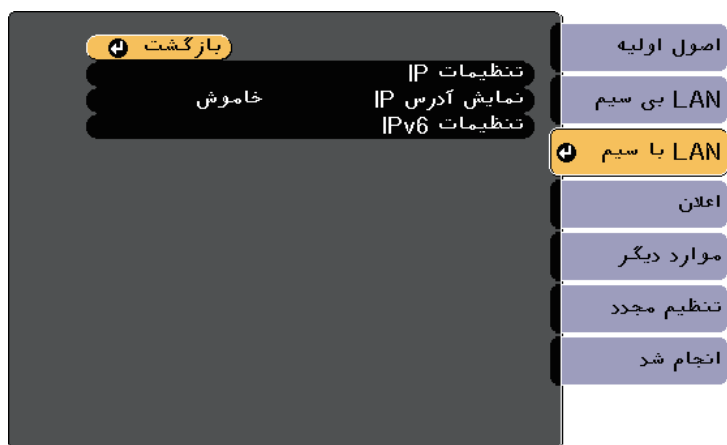 اصول اولیه
LAN بی سیم
LAN با سیم
اعلان
موارد دیگر
تنظیم مجدد
انجام شد
بازگشت
تنظیمات IP
نمایش آدرس IP خاموش
تنظیمات IPv6